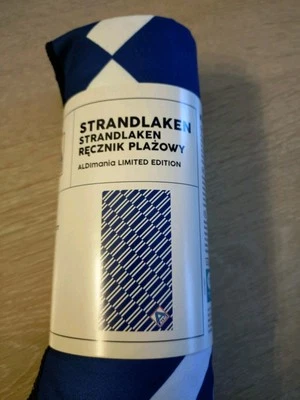 STRANDLAKEN
STRANDLAKEN
RĘCZNIK PLAŻOWY
ALDImania LIMITED EDITION